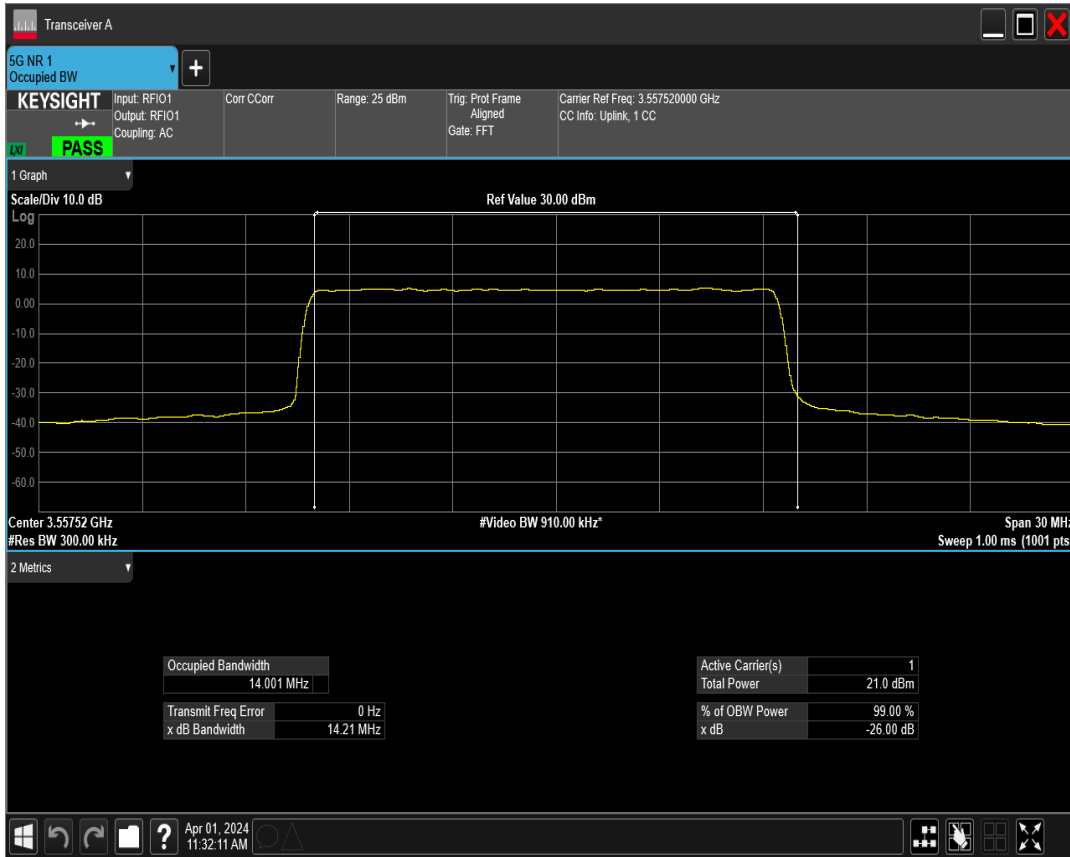 Transceiver A
5G NR 1
Occupied BW
KEYSIGHT
LXI
PASS
Input: RFIO1
Output: RFIO1
Coupling: AC
Corr CCorr
Range: 25 dBm
Trig: Prot Frame
Aligned
Gate: FFT
Carrier Ref Freq: 3.557520000 GHz
CC Info: Uplink, 1 CC
1 Graph
Scale/Div 10.0 dB
Ref Value 30.00 dBm
Log
20.0
10.0
0.00
-10.0
-20.0
-30.0
-40.0
-50.0
-60.0
Center 3.55752 GHz
#Video BW 910.00 kHz*
Span 30 MHz
#Res BW 300.00 kHz
Sweep 1.00 ms (1001 pts
2 Metrics
Occupied Bandwidth
14.001 MHz
Transmit Freq Error 0 Hz
x dB Bandwidth 14.21 MHz
Active Carrier(s) 1
Total Power 21.0 dBm
% of OBW Power 99.00 %
x dB -26.00 dB
?
Apr 01, 2024
11:32:11 AM